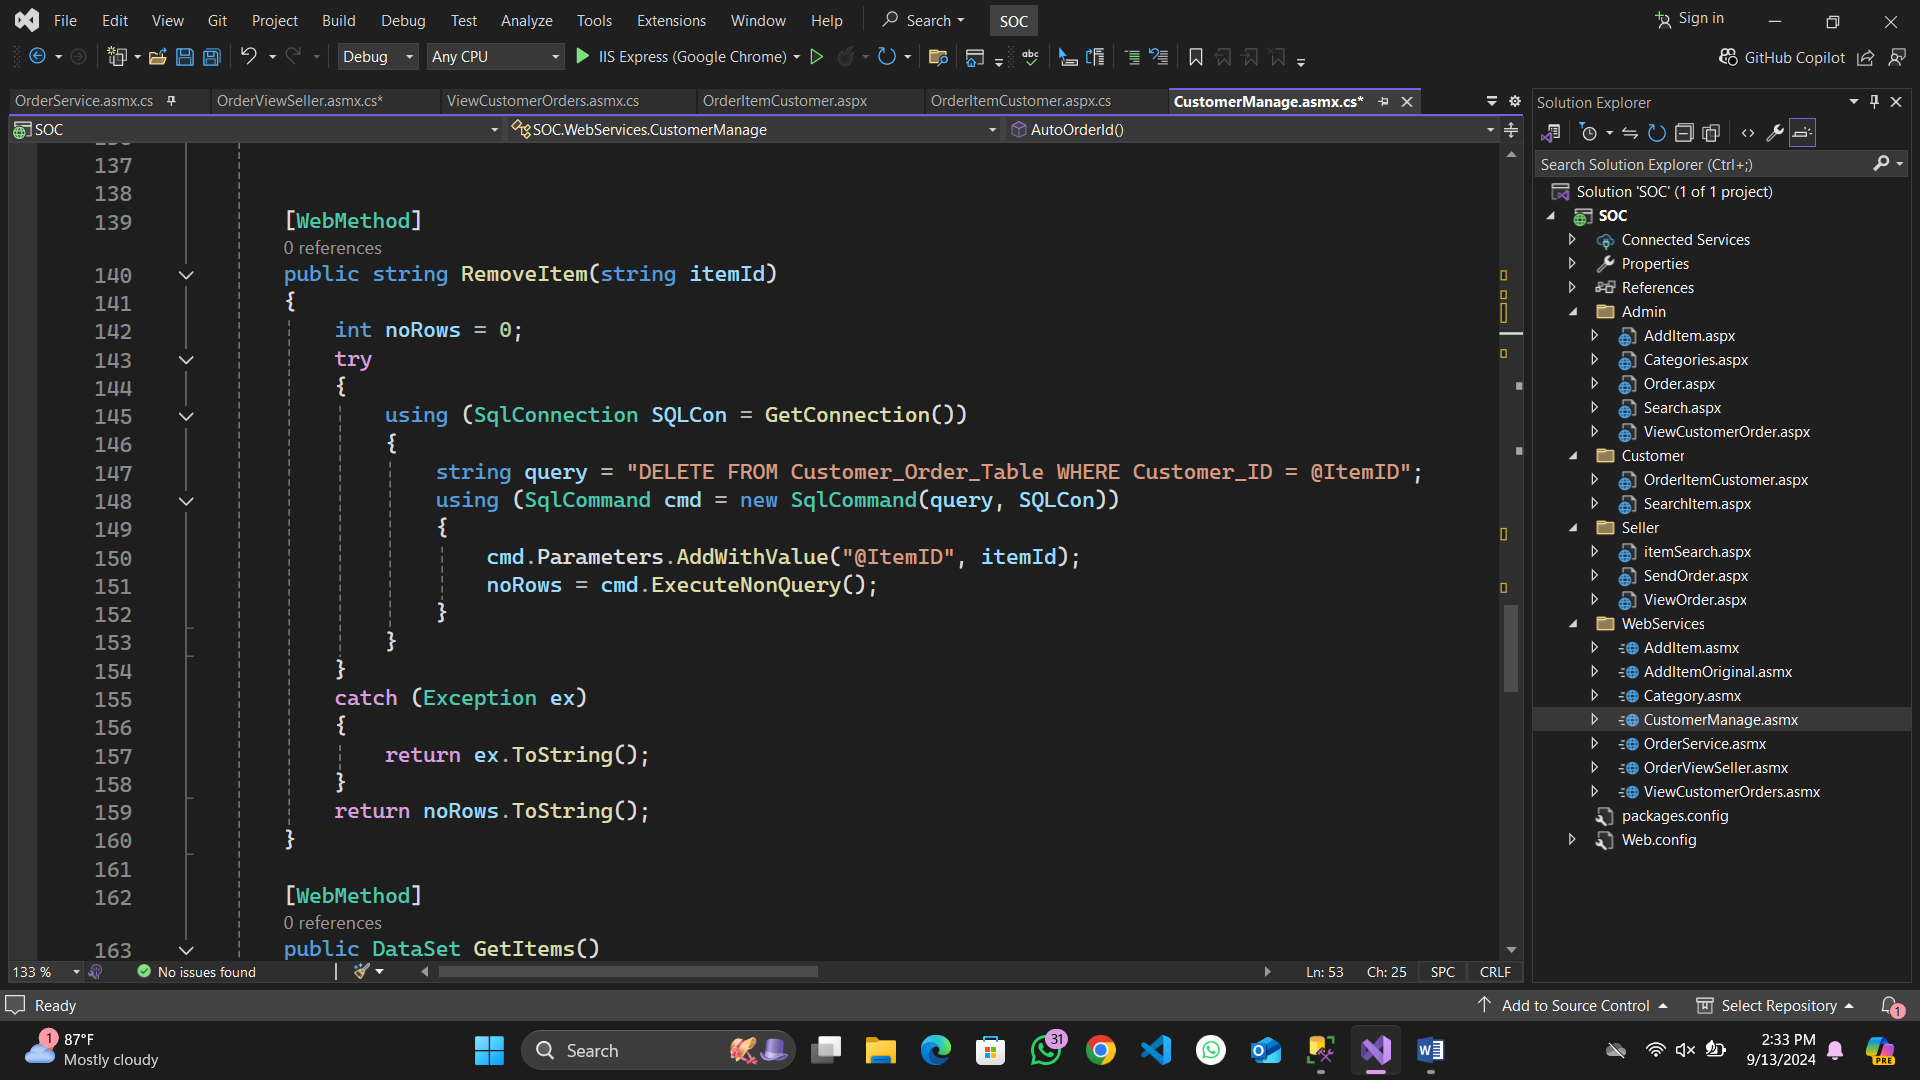 File Edit View Git Project Build Debug Test Analyze Tools Extensions Window Help Search SOC Sign in
Debug Any CPU IIS Express (Google Chrome) GitHub Copilot
OrderService.asmx.cs OrderViewSeller.asmx.cs* ViewCustomerOrders.asmx.cs OrderItemCustomer.aspx OrderItemCustomer.aspx.cs CustomerManage.asmx.cs*
SOC SOC.WebServices.CustomerManage AutoOrderId()
137
138
139 [WebMethod]
0 references
140 public string RemoveItem(string itemId)
141 {
142 int noRows = 0;
143 try
144 {
145 using (SqlConnection SQLCon = GetConnection())
146 {
147 string query = "DELETE FROM Customer_Order_Table WHERE Customer_ID = @ItemID";
148 using (SqlCommand cmd = new SqlCommand(query, SQLCon))
149 {
150 cmd.Parameters.AddWithValue("@ItemID", itemId);
151 noRows = cmd.ExecuteNonQuery();
152 }
153 }
154 }
155 catch (Exception ex)
156 {
157 return ex.ToString();
158 }
159 return noRows.ToString();
160 }
161
162 [WebMethod]
0 references
163 public DataSet GetItems()
133 % No issues found Ln: 53 Ch: 25 SPC CRLF
Solution Explorer
Search Solution Explorer (Ctrl+;)
Solution 'SOC' (1 of 1 project)
SOC
Connected Services
Properties
References
Admin
AddItem.aspx
Categories.aspx
Order.aspx
Search.aspx
ViewCustomerOrder.aspx
Customer
OrderItemCustomer.aspx
SearchItem.aspx
Seller
itemSearch.aspx
SendOrder.aspx
ViewOrder.aspx
WebServices
AddItem.asmx
AddItemOriginal.asmx
Category.asmx
CustomerManage.asmx
OrderService.asmx
OrderViewSeller.asmx
ViewCustomerOrders.asmx
packages.config
Web.config
Ready Add to Source Control Select Repository 1
1 87°F
Mostly cloudy
Search
31
2:33 PM
9/13/2024
PRE